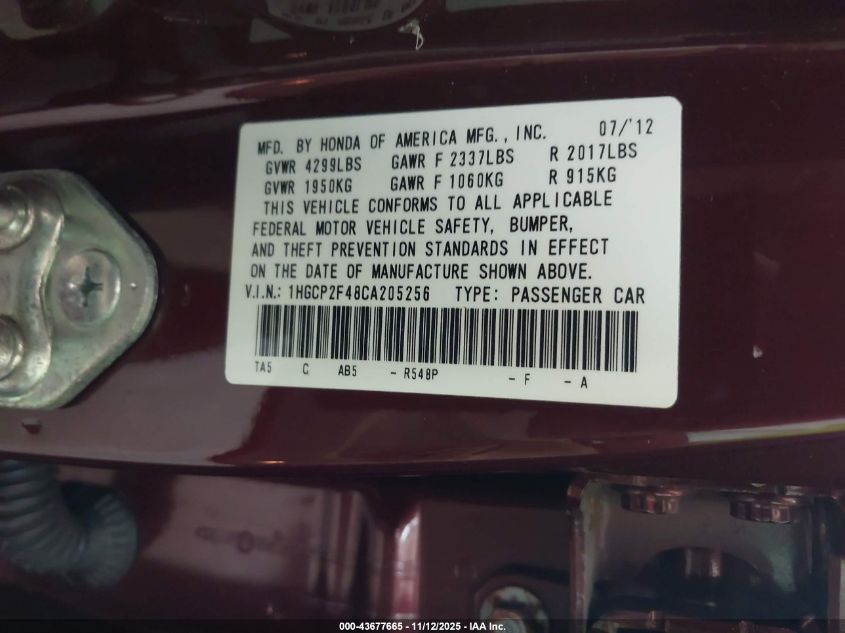 MFD. BY HONDA OF AMERICA MFG., INC. 07/'12
GVWR 4299LBS GAWR F 2337LBS R 2017LBS
GVWR 1950KG GAWR F 1060KG R 915KG
THIS VEHICLE CONFORMS TO ALL APPLICABLE
FEDERAL MOTOR VEHICLE SAFETY, BUMPER,
AND THEFT PREVENTION STANDARDS IN EFFECT
ON THE DATE OF MANUFACTURE SHOWN ABOVE.
V.I.N.: 1HGCP2F48CA205256 TYPE: PASSENGER CAR
TA5 C AB5 - R548P - F - A
000-43677665 - 11/12/2025 - IAA Inc.